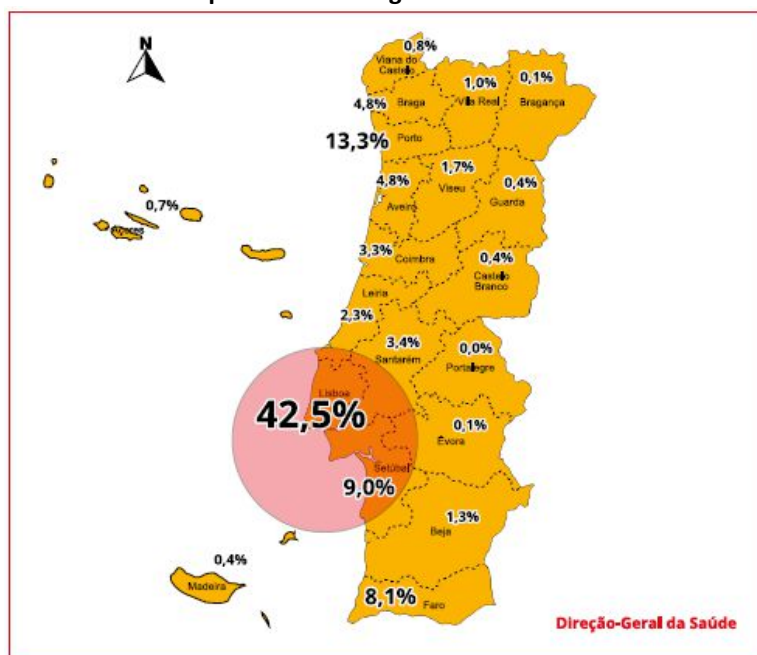 N
0,8%
Viana do
Castelo
1,0%
Vila Real
0,1%
Bragança
4,8%
Braga
13,3%
Porto
4,8%
Aveiro
1,7%
Viseu
0,4%
Guarda
0,7%
Açores
3,3%
Coimbra
0,4%
Castelo
Branco
Leiria
2,3%
3,4%
Santarém
0,0%
Portalegre
Lisboa
42,5%
0,1%
Évora
Setúbal
9,0%
1,3%
Beja
0,4%
Madeira
8,1%
Faro
Direção-Geral da Saúde